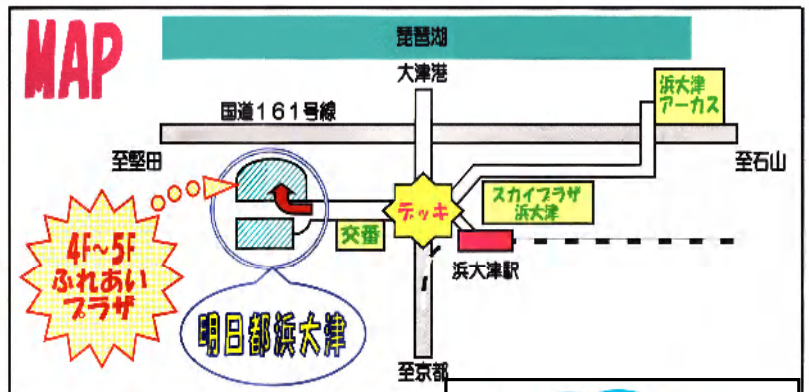 MAP
琵琶湖
大津港
浜大津
アーカス
国道161号線
至堅田
至石山
スカイプラザ
浜大津
デッキ
交番
4F~5F
ふれあい
プラザ
浜大津駅
明日都浜大津
至京都